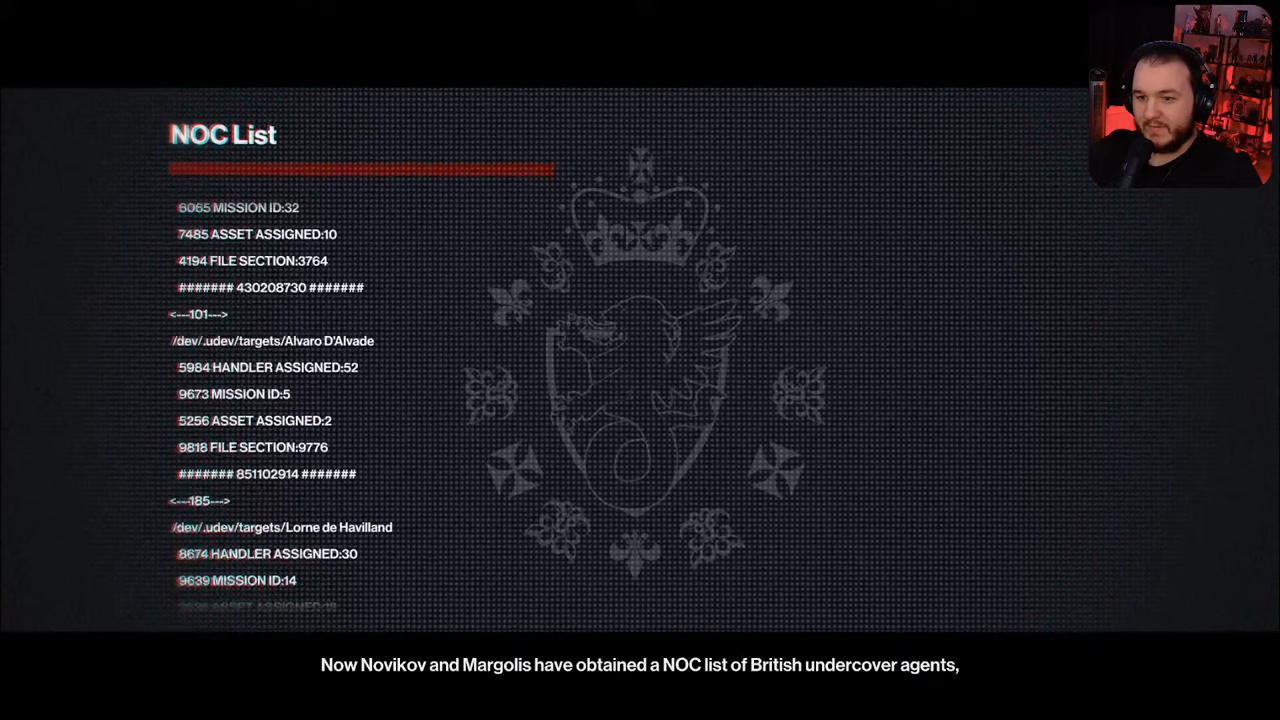 NOC List
6065 MISSION ID:32
7485 ASSET ASSIGNED:10
4194 FILE SECTION:3764
####### 430208730 #######
<---101--->
/dev/.udev/targets/Alvaro D'Alvade
5984 HANDLER ASSIGNED:52
9673 MISSION ID:5
5256 ASSET ASSIGNED:2
9818 FILE SECTION:9776
####### 851102914 #######
<---185--->
/dev/.udev/targets/Lorne de Havilland
8674 HANDLER ASSIGNED:30
9639 MISSION ID:14
ASSET ASSIGNED:18
Now Novikov and Margolis have obtained a NOC list of British undercover agents,